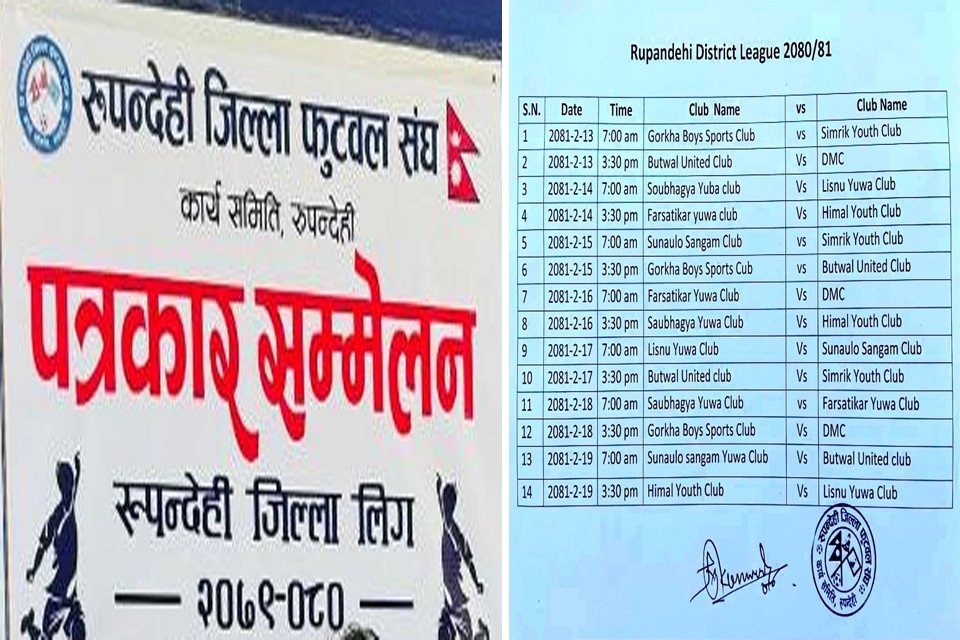 रुपन्देही जिल्ला फुटवल संघ
कार्य समिति, रुपन्देही
पत्रकार सम्मेलन
रूपन्देही जिल्ला लिग
२०७९-०८०
Rupandehi District League 2080/81
S.N. Date Time Club Name vs Club Name
1 2081-2-13 7:00 am Gorkha Boys Sports Club vs Simrik Youth Club
2 2081-2-13 3:30 pm Butwal United Club Vs DMC
3 2081-2-14 7:00 am Soubhagya Yuba club Vs Lisnu Yuwa Club
4 2081-2-14 3:30 pm Farsatikar yuwa club Vs Himal Youth Club
5 2081-2-15 7:00 am Sunaulo Sangam Club Vs Simrik Youth Club
6 2081-2-15 3:30 pm Gorkha Boys Sports Cub Vs Butwal United Club
7 2081-2-16 7:00 am Farsatikar Yuwa Club Vs DMC
8 2081-2-16 3:30 pm Saubhagya Yuwa Club Vs Himal Youth Club
9 2081-2-17 7:00 am Lisnu Yuwa Club Vs Sunaulo Sangam Club
10 2081-2-17 3:30 pm Butwal United club Vs Simrik Youth Club
11 2081-2-18 7:00 am Saubhagya Yuwa Club Vs Farsatikar Yuwa Club
12 2081-2-18 3:30 pm Gorkha Boys Sports Club Vs DMC
13 2081-2-19 7:00 am Sunaulo sangam Yuwa Club Vs Butwal United club
14 2081-2-19 3:30 pm Himal Youth Club Vs Lisnu Yuwa Club
रुपन्देही जिल्ला फुटवल संघ
कार्य समिति, रुपन्देही